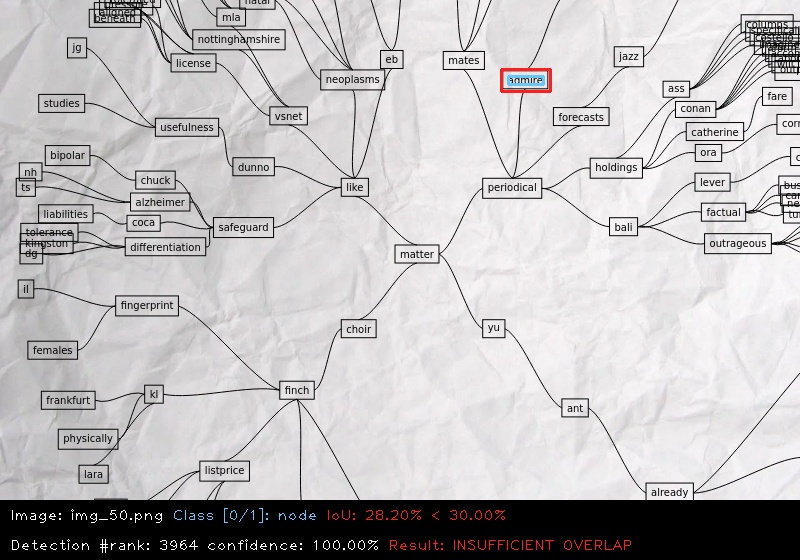 natal
mla
nottinghamshire
eb
mates
jazz
columns
beneath
jg
license
neoplasms
admire
ass
fare
studies
vsnet
forecasts
conan
usefulness
catherine
bipolar
dunno
holdings
ora
nh
ts
chuck
like
periodical
lever
alzheimer
liabilities
coca
safeguard
bali
factual
tolerance
kingston
dg
differentiation
matter
outrageous
il
fingerprint
choir
yu
females
finch
frankfurt
kl
ant
physically
lara
listprice
already
Image: img_50.png Class [0/1]: node IoU: 28.20% < 30.00%
Detection #rank: 3964 confidence: 100.00% Result: INSUFFICIENT OVERLAP